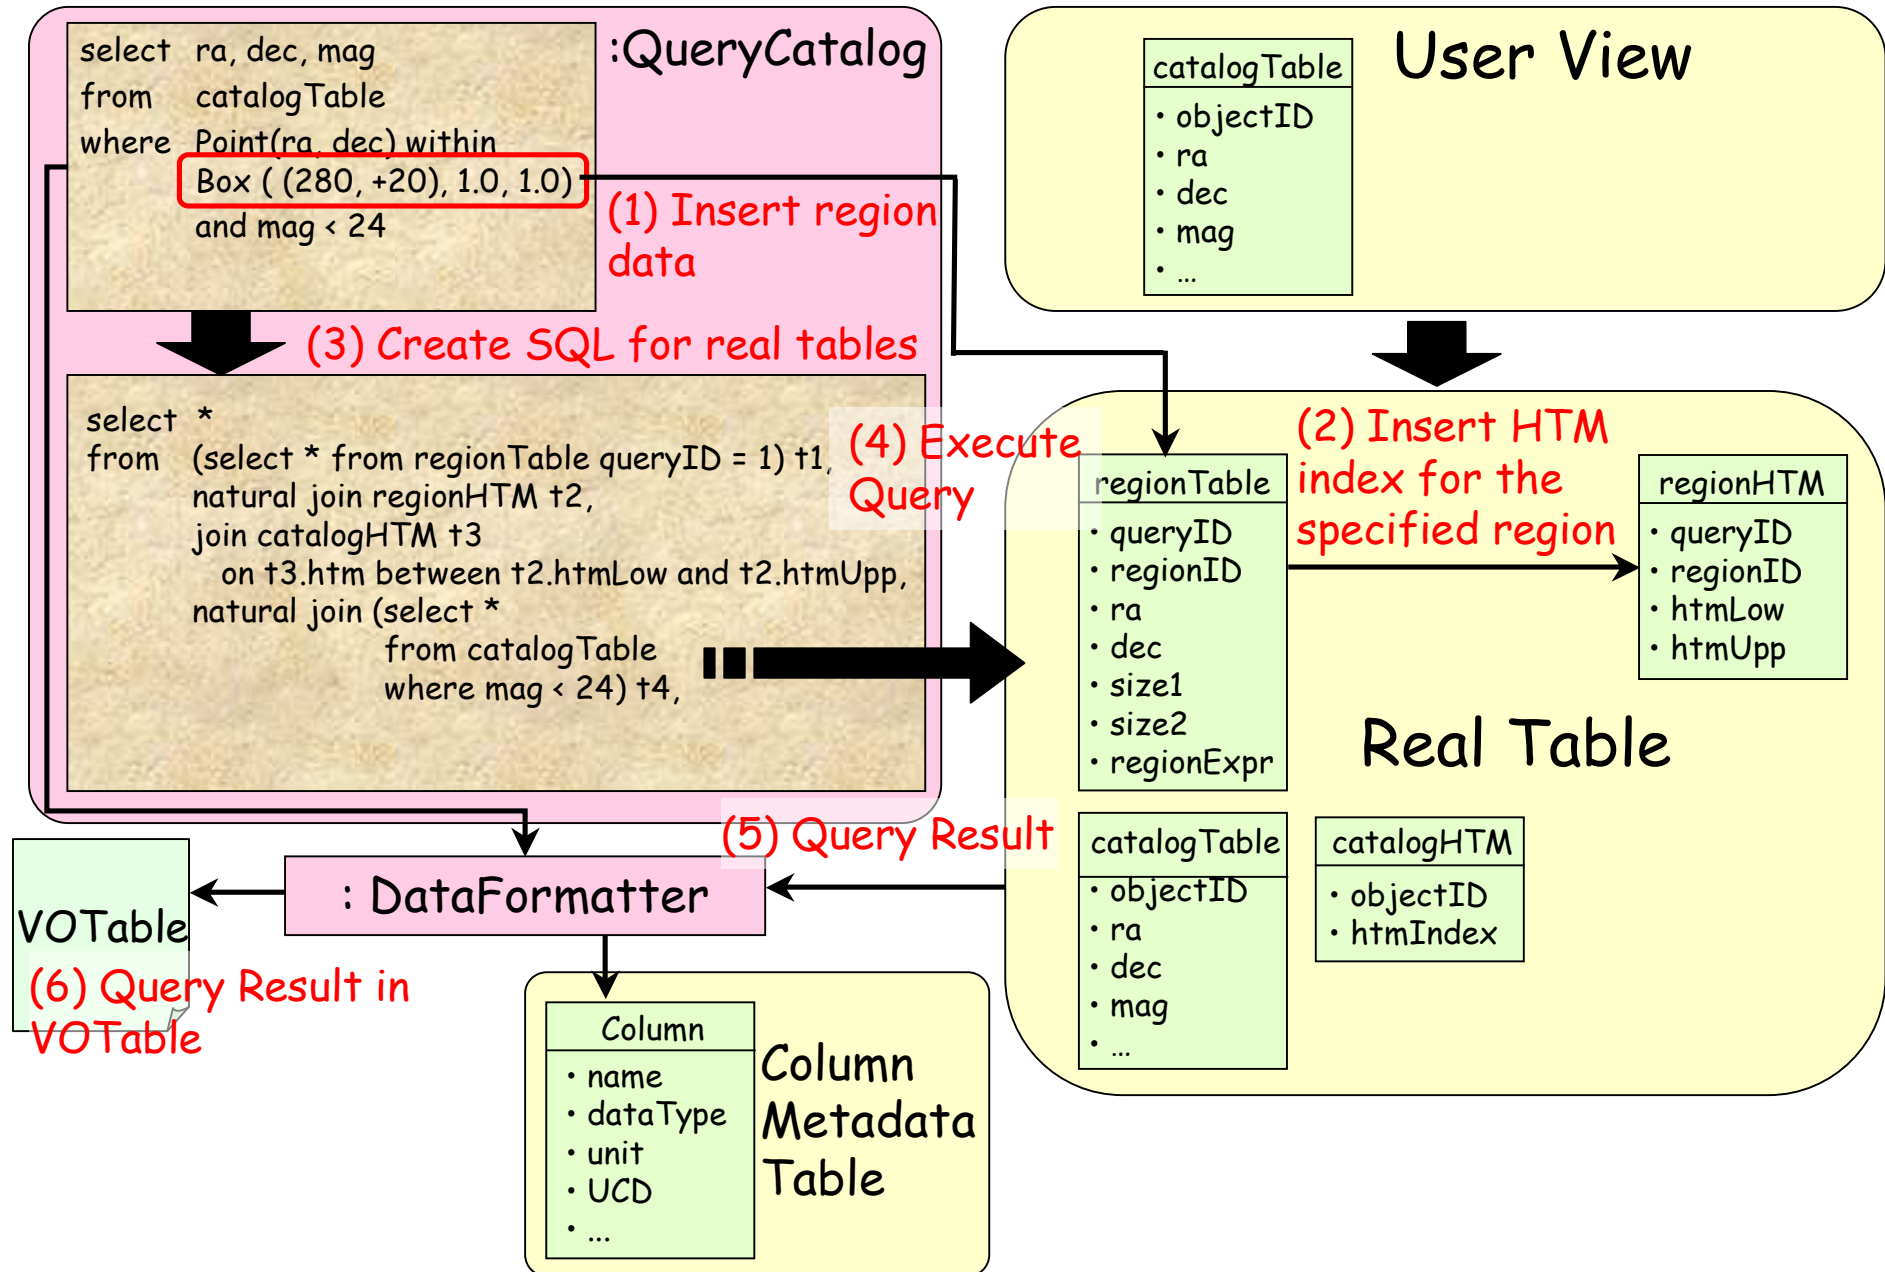 :QueryCatalog
select ra, dec, mag
from catalogTable
where Point(ra, dec) within
Box ( (280, +20), 1.0, 1.0)
and mag < 24
(1) Insert region
data
(3) Create SQL for real tables
select *
from (select * from regionTable queryID = 1) t1,
natural join regionHTM t2,
join catalogHTM t3
on t3.htm between t2.htmLow and t2.htmUpp,
natural join (select *
from catalogTable
where mag < 24) t4,
(4) Execute
Query
User View
catalogTable
・objectID
・ra
・dec
・mag
・…
(2) Insert HTM
index for the
specified region
regionTable
・queryID
・regionID
・ra
・dec
・size1
・size2
・regionExpr
regionHTM
・queryID
・regionID
・htmLow
・htmUpp
Real Table
catalogTable
・objectID
・ra
・dec
・mag
・…
catalogHTM
・objectID
・htmIndex
(5) Query Result
: DataFormatter
VOTable
(6) Query Result in
VOTable
Column
・name
・dataType
・unit
・UCD
・...
Column
Metadata
Table